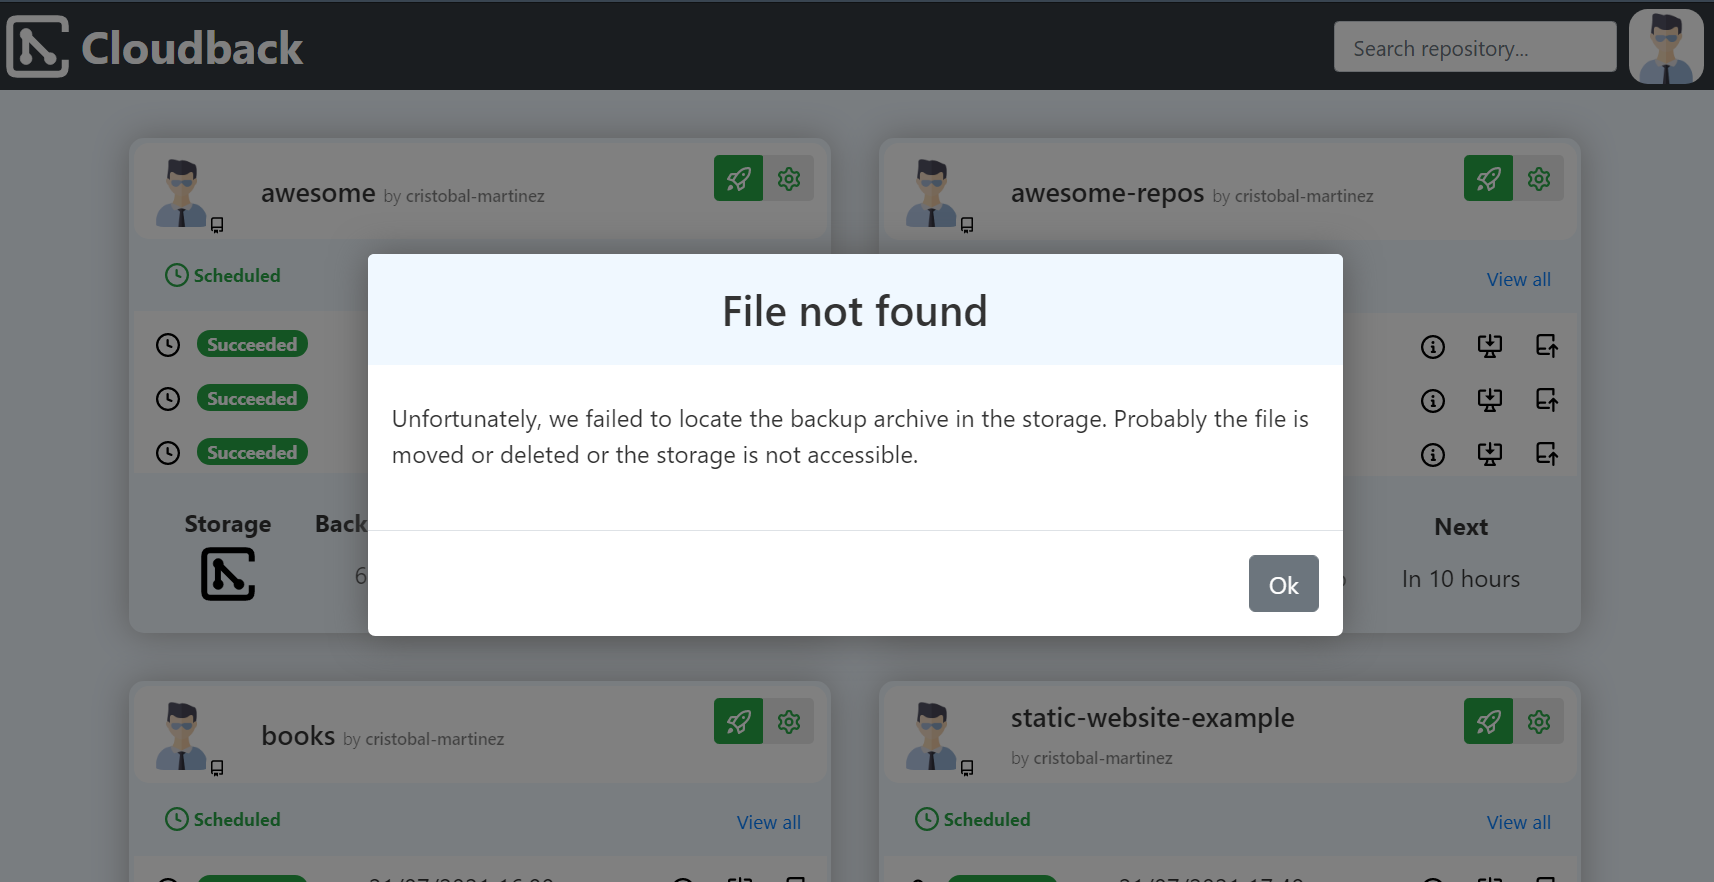 Cloudback
Search repository...
awesome by cristobal-martinez
awesome-repos by cristobal-martinez
Scheduled
View all
File not found
Unfortunately, we failed to locate the backup archive in the storage. Probably the file is
moved or deleted or the storage is not accessible.
Ok
Succeeded
Succeeded
Succeeded
Storage
Back
6
Next
In 10 hours
books by cristobal-martinez
static-website-example
by cristobal-martinez
Scheduled
View all
Scheduled
View all